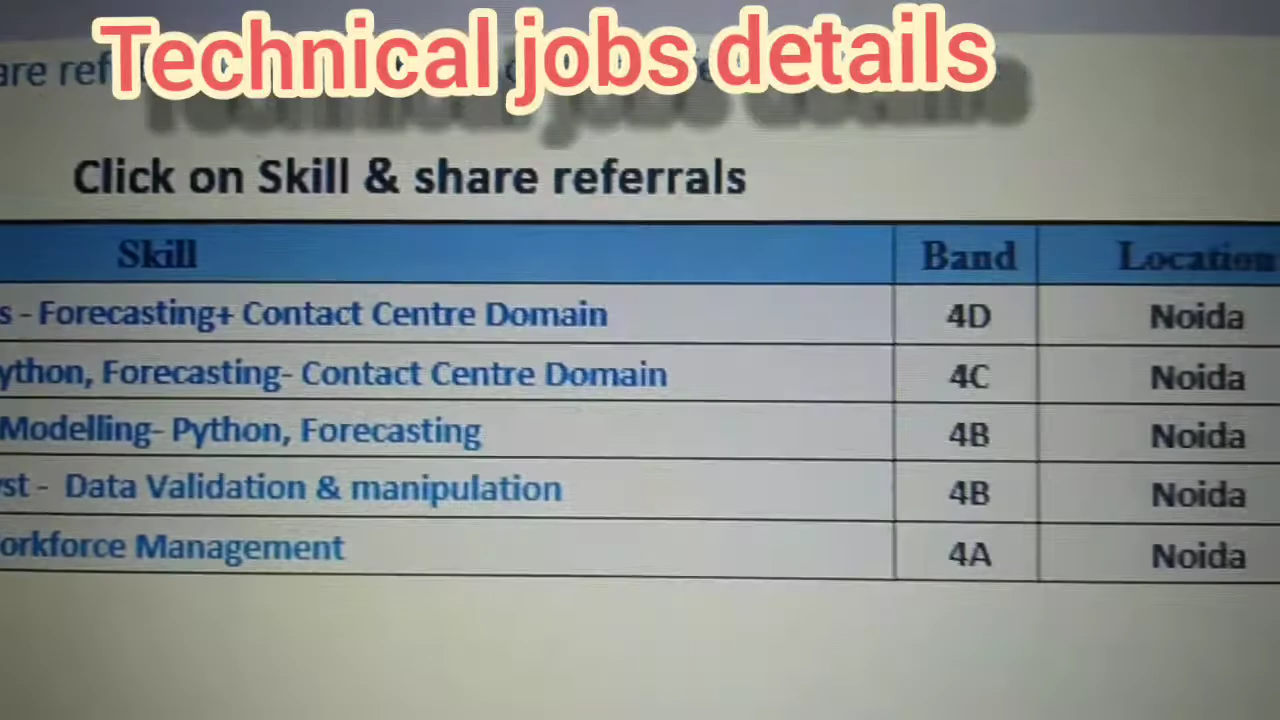 Technical jobs details
are ref
Click on Skill & share referrals
Skill Band Location
s - Forecasting+ Contact Centre Domain 4D Noida
ython, Forecasting- Contact Centre Domain 4C Noida
Modelling- Python, Forecasting 4B Noida
yst - Data Validation & manipulation 4B Noida
orkforce Management 4A Noida